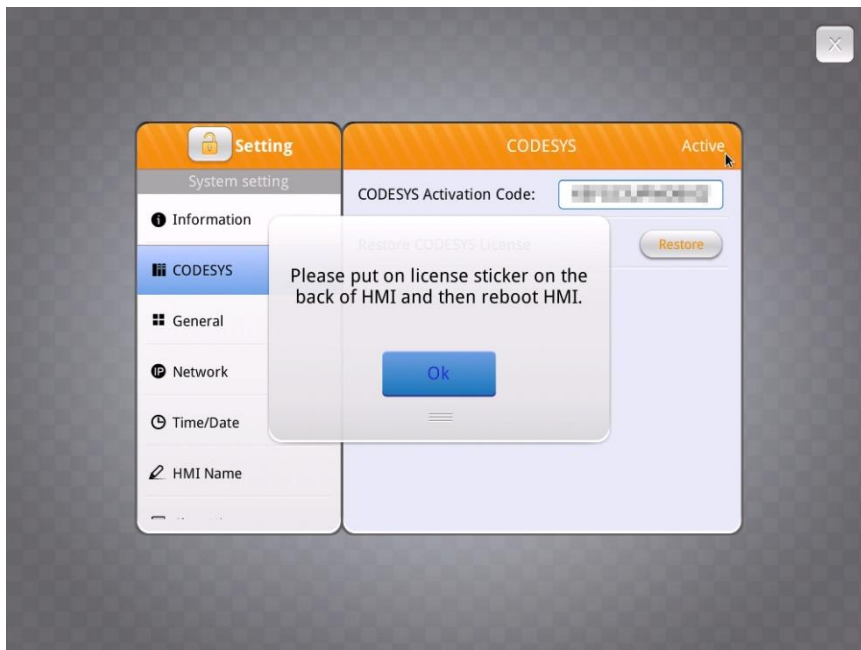 X
Setting
System setting
Information
CODESYS
General
IP Network
Time/Date
HMI Name
CODESYS
Active
CODESYS Activation Code:
Restore CODESYS License
Restore
Please put on license sticker on the
back of HMI and then reboot HMI.
Ok